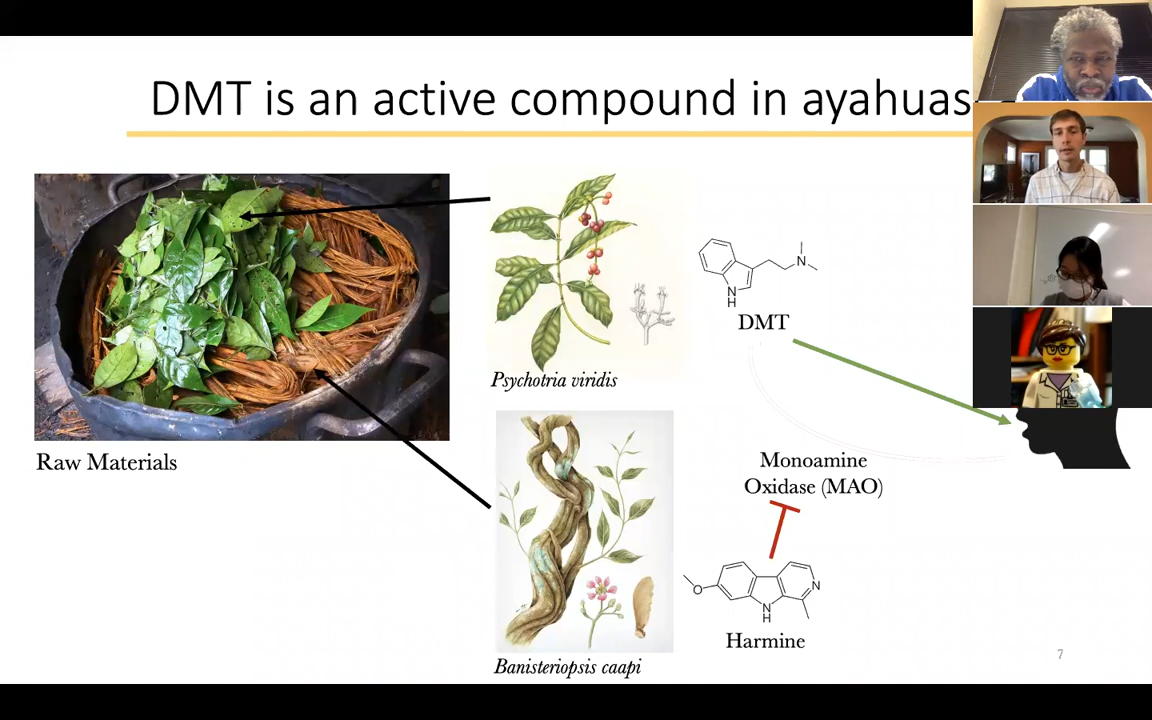 DMT is an active compound in ayahuas
Raw Materials
Psychotria viridis
Banisteriopsis caapi
N
N
H
DMT
Monoamine
Oxidase (MAO)
O
N
N
H
Harmine
7